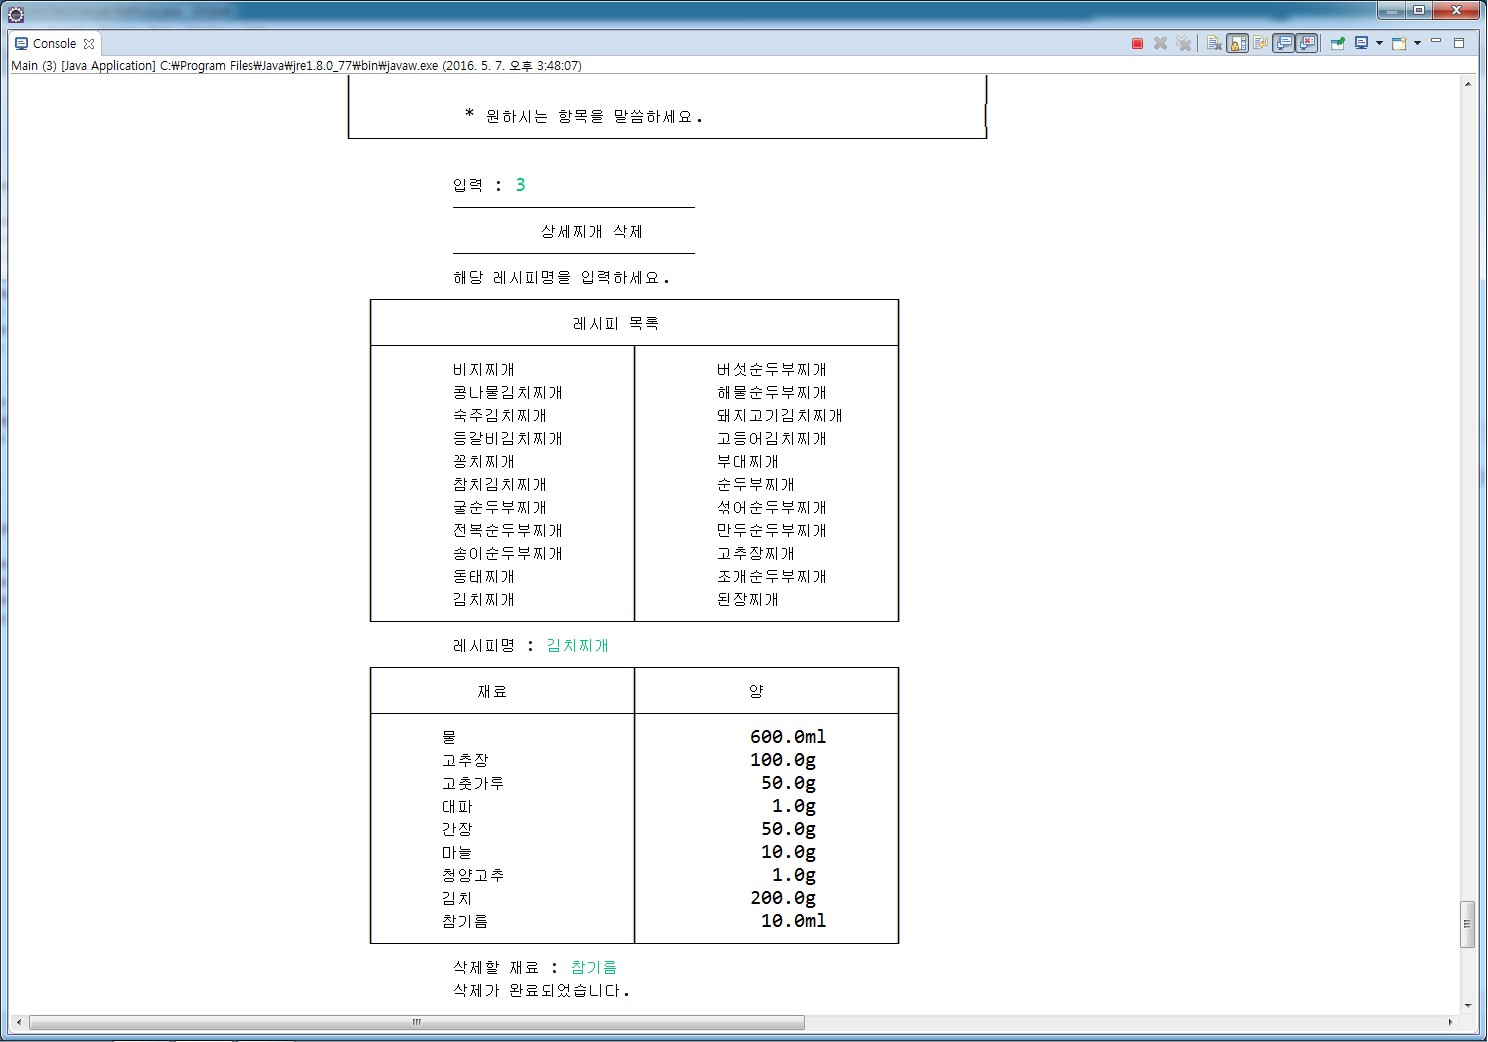 Console
Main (3) [Java Application] C:₩Program Files₩Java₩jre1.8.0_77₩bin₩javaw.exe (2016. 5. 7. 오후 3:48:07)
* 원하시는 항목을 말씀하세요.
입력 : 3
상세찌개 삭제
해당 레시피명을 입력하세요.
레시피 목록
비지찌개 버섯순두부찌개
콩나물김치찌개 해물순두부찌개
숙주김치찌개 돼지고기김치찌개
등갈비김치찌개 고등어김치찌개
꽁치찌개 부대찌개
참치김치찌개 순두부찌개
굴순두부찌개 섞어순두부찌개
전복순두부찌개 만두순두부찌개
송이순두부찌개 고추장찌개
동태찌개 조개순두부찌개
김치찌개 된장찌개
레시피명 : 김치찌개
재료 양
물 600.0ml
고추장 100.0g
고춧가루 50.0g
대파 1.0g
간장 50.0g
마늘 10.0g
청양고추 1.0g
김치 200.0g
참기름 10.0ml
삭제할 재료 : 참기름
삭제가 완료되었습니다.